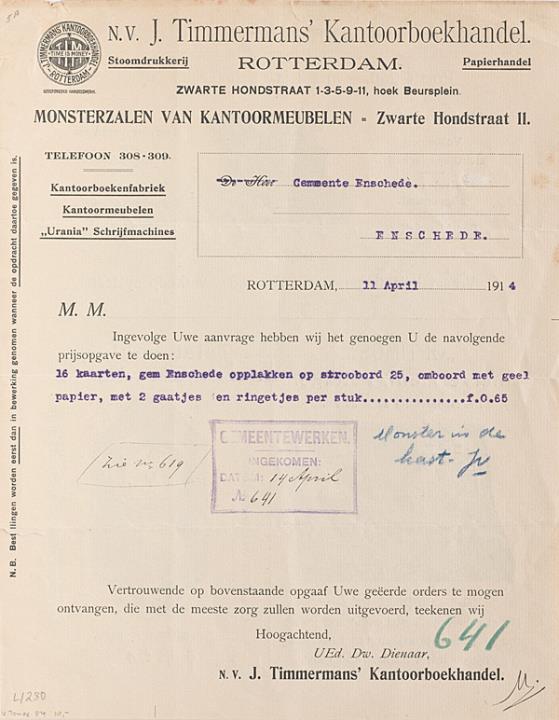 5A
N.V. J. Timmermans' Kantoorboekhandel.
J. TIMMERMANS' KANTOORBOEKHANDEL
TIME IS MONEY
ROTTERDAM
GEDEPONEERD HANDELSMERK.
Stoomdrukkerij ROTTERDAM. Papierhandel
ZWARTE HONDSTRAAT 1-3-5-9-11, hoek Beursplein.
MONSTERZALEN VAN KANTOORMEUBELEN - Zwarte Hondstraat 11.
TELEFOON 308-309.
Kantoorboekenfabriek
Kantoormeubelen
„Urania” Schrijfmachines
De Heer Gemeente Enschede.
ENSCHEDE.
ROTTERDAM, 11 April 1914
M. M.
Ingevolge Uwe aanvrage hebben wij het genoegen U de navolgende
prijsopgave te doen:
16 kaarten, gem Enschede opplakken op stroobord 25, omboord met geel
papier, met 2 gaatjes en ringetjes per stuk...............f.0.65
GEMEENTEWERKEN.
INGEKOMEN:
DATUM: 14 April
№ 641
Zie no 619
Monster in de
kast.
Vertrouwende op bovenstaande opgaaf Uwe geëerde orders te mogen
ontvangen, die met de meeste zorg zullen worden uitgevoerd, teekenen wij
Hoogachtend,
641
UEd. Dw. Dienaar,
N.V. J. Timmermans' Kantoorboekhandel.
L1230
N.B. Bestellingen worden eerst dan in bewerking genomen wanneer de opdracht daartoe gegeven is.